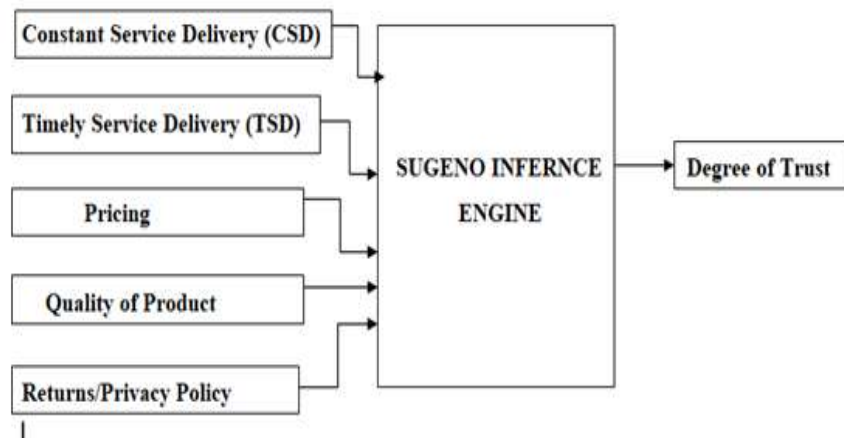 Constant Service Delivery (CSD)
Timely Service Delivery (TSD)
Pricing
Quality of Product
Returns/Privacy Policy
SUGENO INFERNCE
ENGINE
Degree of Trust